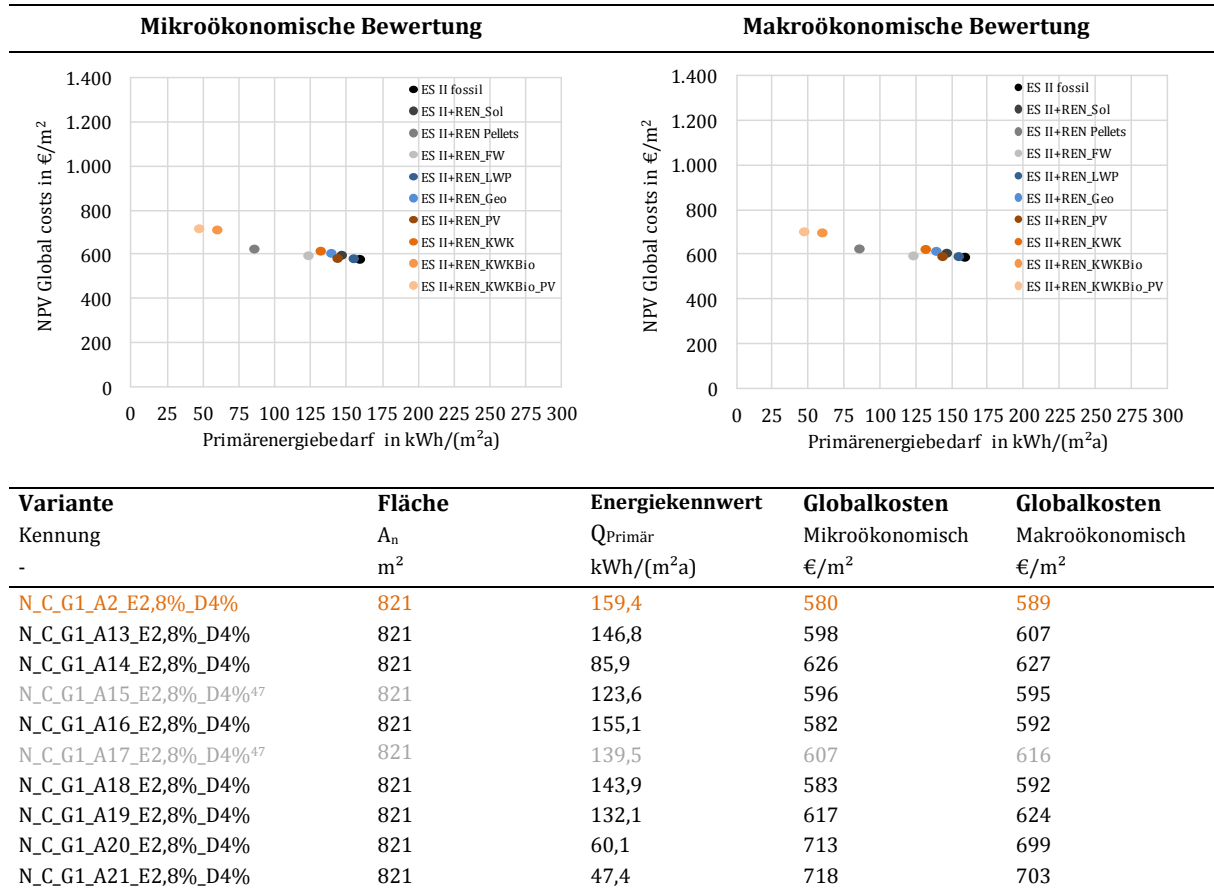 Mikroökonomische Bewertung
Makroökonomische Bewertung
NPV Global costs in €/m²
1.400
1.200
1.000
800
600
400
200
0
0 25 50 75 100 125 150 175 200 225 250 275 300
Primärenergiebedarf in kWh/(m²a)
ES II fossil
ES II+REN_Sol
ES II+REN Pellets
ES II+REN_FW
ES II+REN_LWP
ES II+REN_Geo
ES II+REN_PV
ES II+REN_KWK
ES II+REN_KWKBio
ES II+REN_KWKBio_PV
NPV Global costs in €/m²
1.400
1.200
1.000
800
600
400
200
0
0 25 50 75 100 125 150 175 200 225 250 275 300
Primärenergiebedarf in kWh/(m²a)
ES II fossil
ES II+REN_Sol
ES II+REN Pellets
ES II+REN_FW
ES II+REN_LWP
ES II+REN_Geo
ES II+REN_PV
ES II+REN_KWK
ES II+REN_KWKBio
ES II+REN_KWKBio_PV
Variante Fläche Energiekennwert Globalkosten Globalkosten
Kennung An QPrimär Mikroökonomisch Makroökonomisch
- m² kWh/(m²a) €/m² €/m²
N_C_G1_A2_E2,8%_D4% 821 159,4 580 589
N_C_G1_A13_E2,8%_D4% 821 146,8 598 607
N_C_G1_A14_E2,8%_D4% 821 85,9 626 627
N_C_G1_A15_E2,8%_D4%47 821 123,6 596 595
N_C_G1_A16_E2,8%_D4% 821 155,1 582 592
N_C_G1_A17_E2,8%_D4%47 821 139,5 607 616
N_C_G1_A18_E2,8%_D4% 821 143,9 583 592
N_C_G1_A19_E2,8%_D4% 821 132,1 617 624
N_C_G1_A20_E2,8%_D4% 821 60,1 713 699
N_C_G1_A21_E2,8%_D4% 821 47,4 718 703